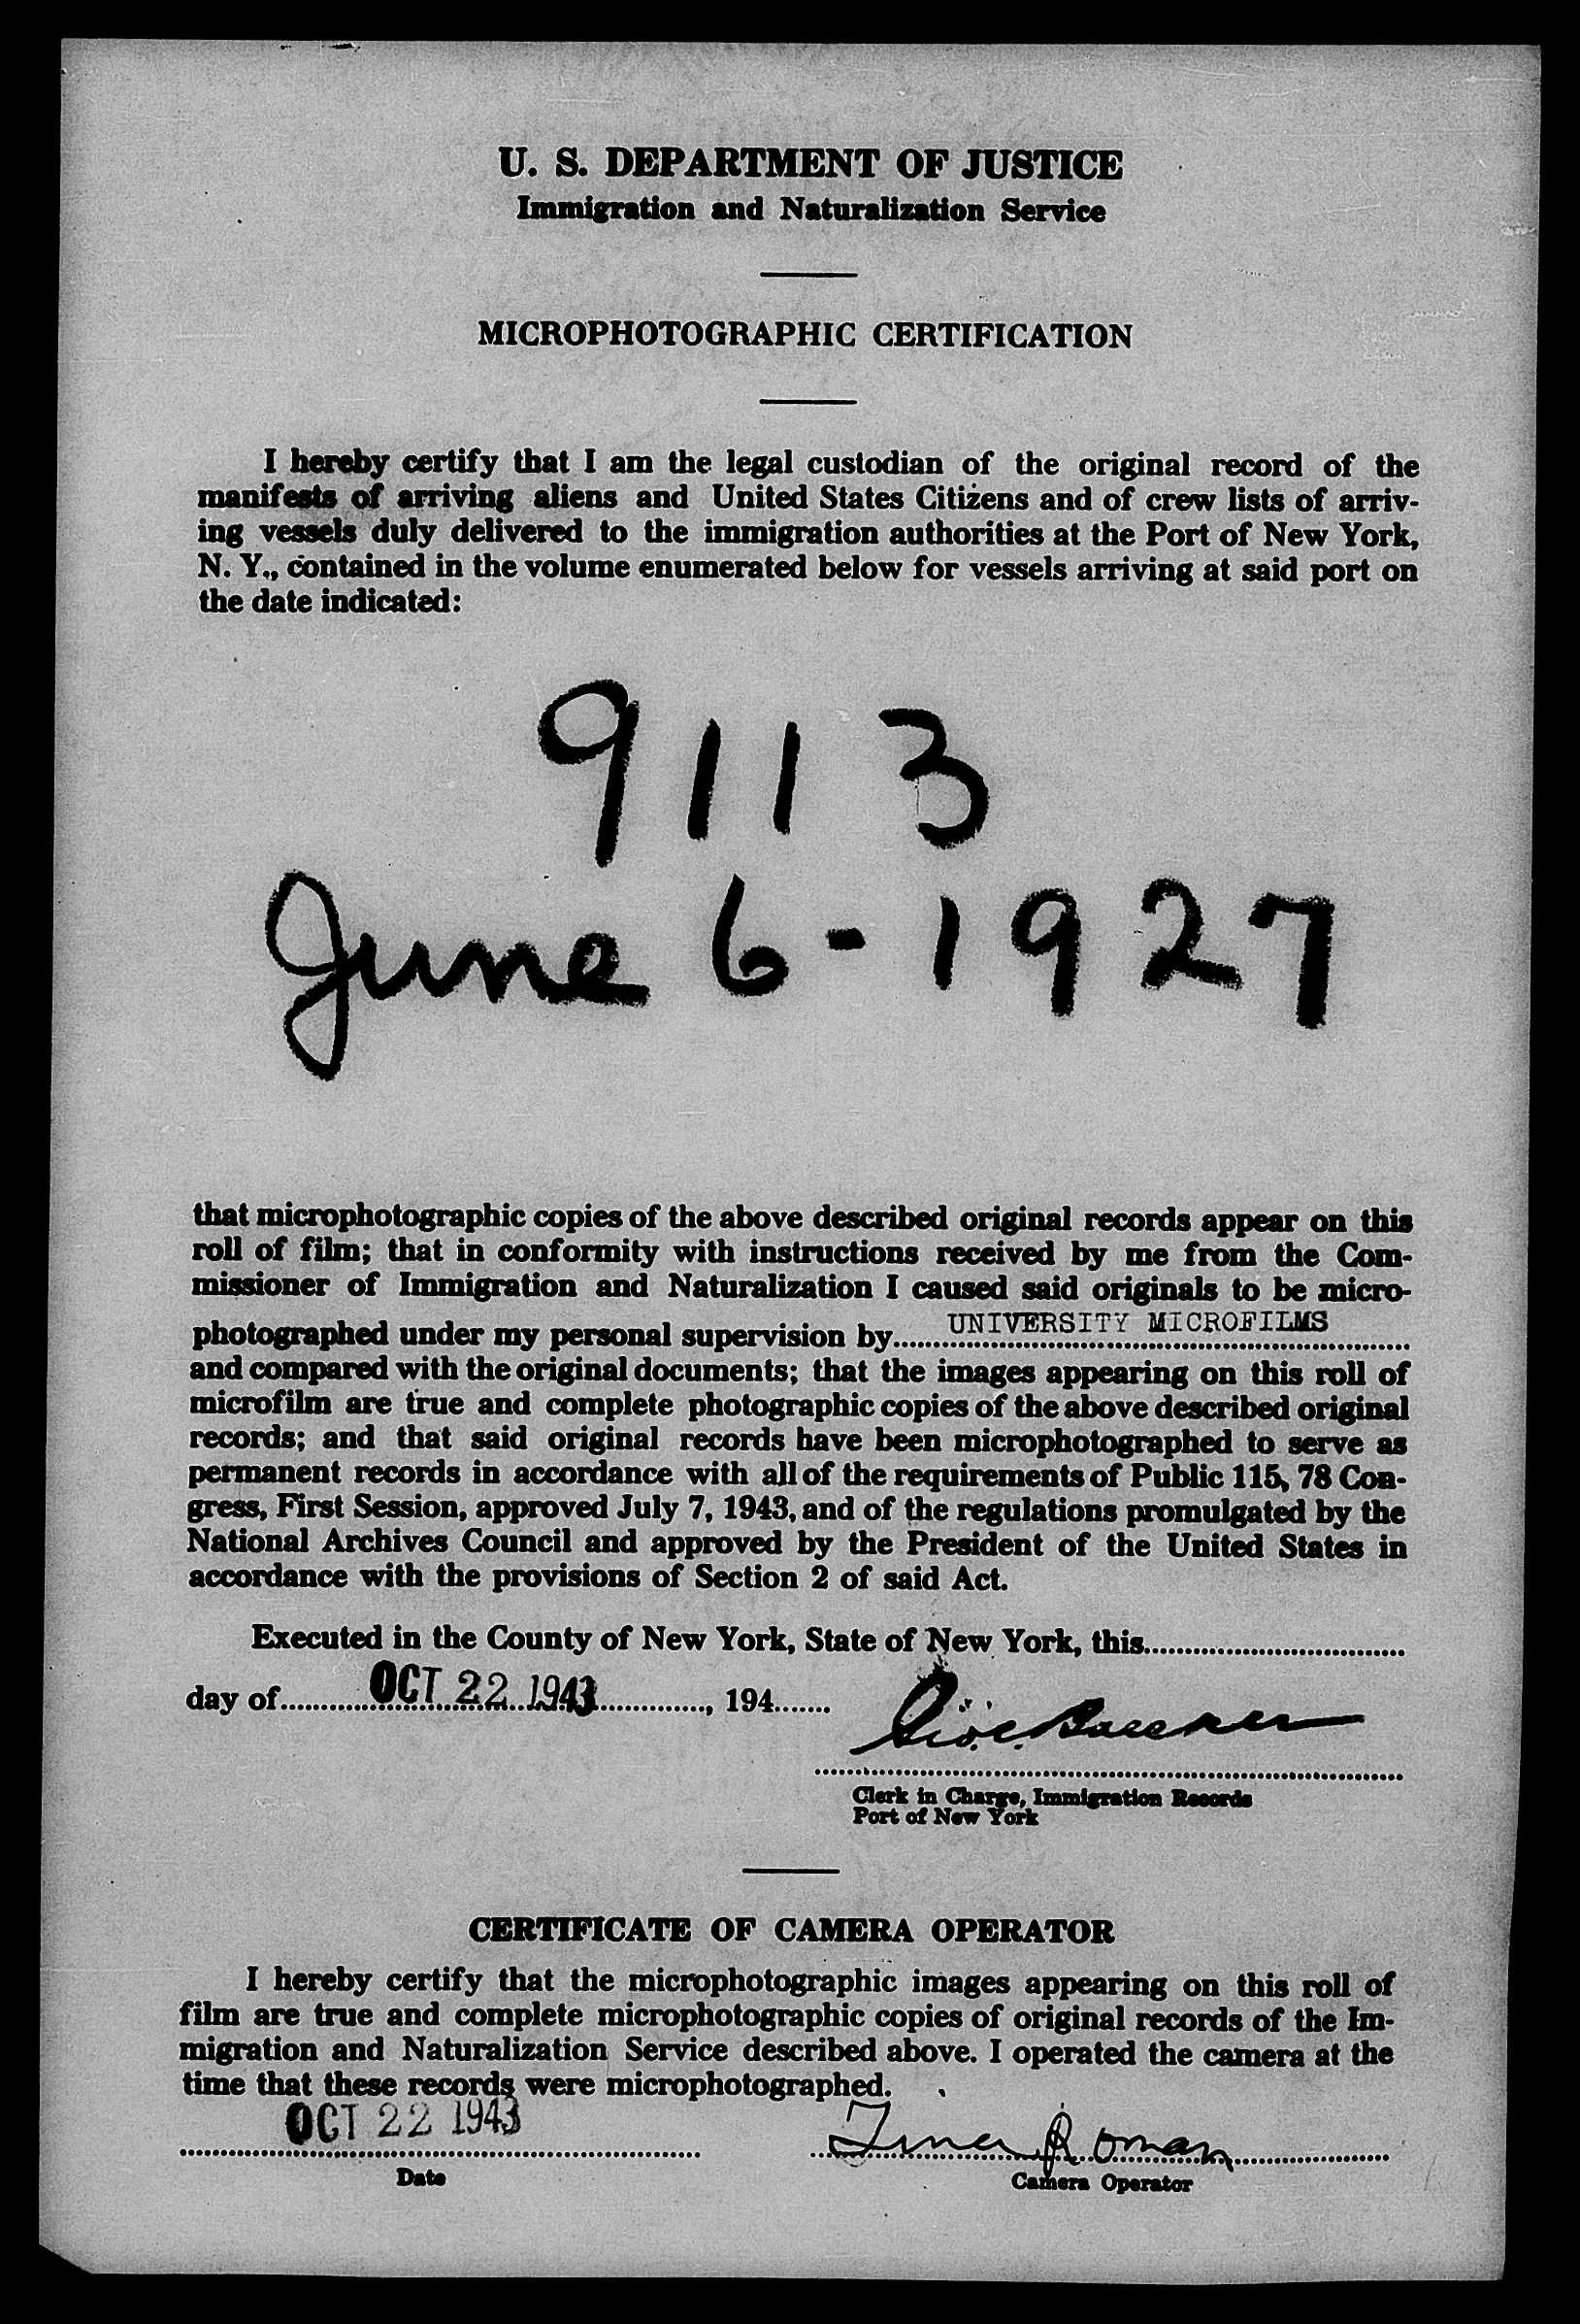 U. S. DEPARTMENT OF JUSTICE
Immigration and Naturalization Service
MICROPHOTOGRAPHIC CERTIFICATION
I hereby certify that I am the legal custodian of the original record of the
manifests of arriving aliens and United States Citizens and of crew lists of arriv-
ing vessels duly delivered to the immigration authorities at the Port of New York,
N. Y., contained in the volume enumerated below for vessels arriving at said port on
the date indicated:
9113
June 6-1927
that microphotographic copies of the above described original records appear on this
roll of film; that in conformity with instructions received by me from the Com-
missioner of Immigration and Naturalization I caused said originals to be micro-
photographed under my personal supervision by UNIVERSITY MICROFILMS
and compared with the original documents; that the images appearing on this roll of
microfilm are true and complete photographic copies of the above described original
records; and that said original records have been microphotographed to serve as
permanent records in accordance with all of the requirements of Public 115, 78 Con-
gress, First Session, approved July 7, 1943, and of the regulations promulgated by the
National Archives Council and approved by the President of the United States in
accordance with the provisions of Section 2 of said Act.
Executed in the County of New York, State of New York, this
day of OCT 22 1943, 194
Clerk in Charge, Immigration Records
Port of New York
CERTIFICATE OF CAMERA OPERATOR
I hereby certify that the microphotographic images appearing on this roll of
film are true and complete microphotographic copies of original records of the Im-
migration and Naturalization Service described above. I operated the camera at the
time that these records were microphotographed.
OCT 22 1943 Roman
Date Camera Operator